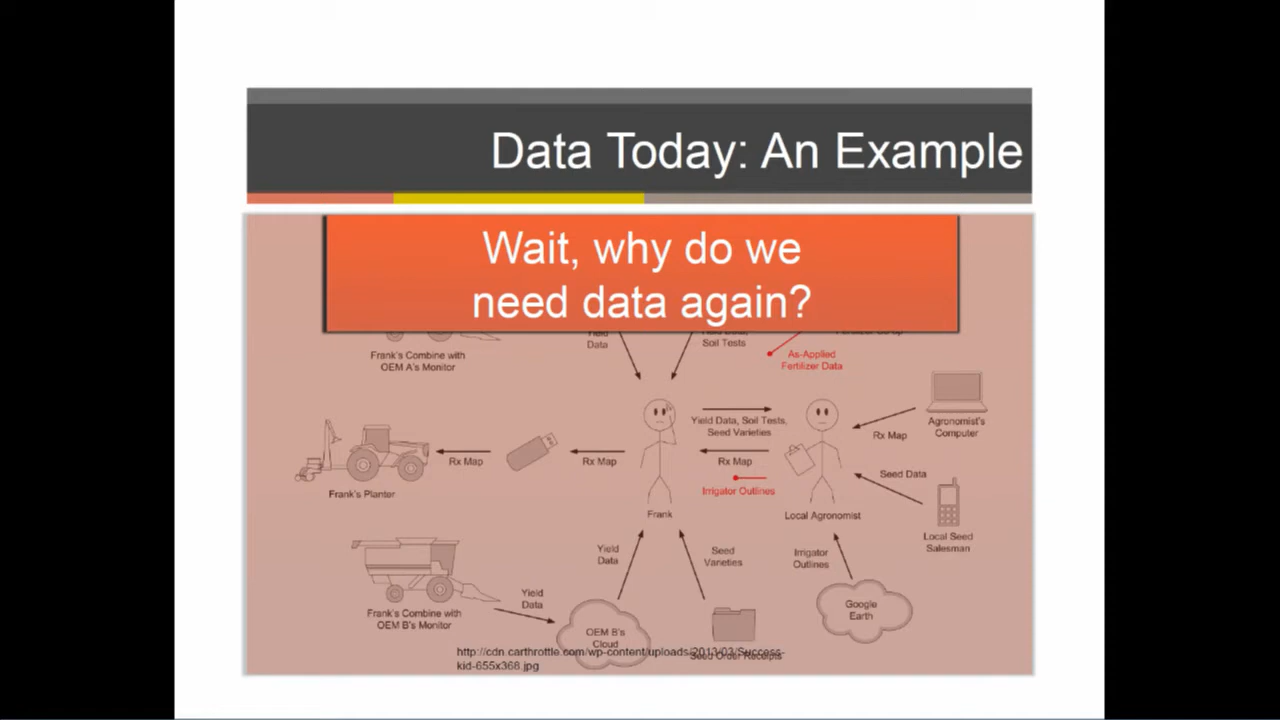 Data Today: An Example
Wait, why do we
need data again?
Yield
Data
Soil Tests
As-Applied
Fertilizer Data
Frank's Combine with
OEM A's Monitor
Yield Data, Soil Tests,
Seed Varieties
Agronomist's
Computer
Rx Map
Rx Map
Rx Map
Rx Map
Seed Data
Irrigator Outlines
Frank's Planter
Frank
Local Agronomist
Local Seed
Salesman
Yield
Data
Seed
Varieties
Irrigator
Outlines
Yield
Data
Frank's Combine with
OEM B's Monitor
OEM B's
Cloud
Google
Earth
Seed Order Receipts
http://cdn.carthrottle.com/wp-content/uploads/2013/03/Success-
kid-655x368.jpg